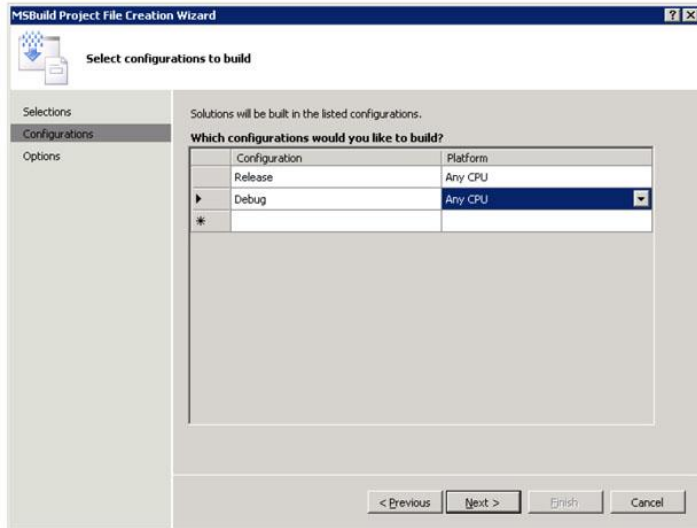 MSBuild Project File Creation Wizard
Select configurations to build
Selections
Configurations
Options
Solutions will be built in the listed configurations.
Which configurations would you like to build?
Configuration Platform
Release Any CPU
Debug Any CPU
< Previous Next > Finish Cancel